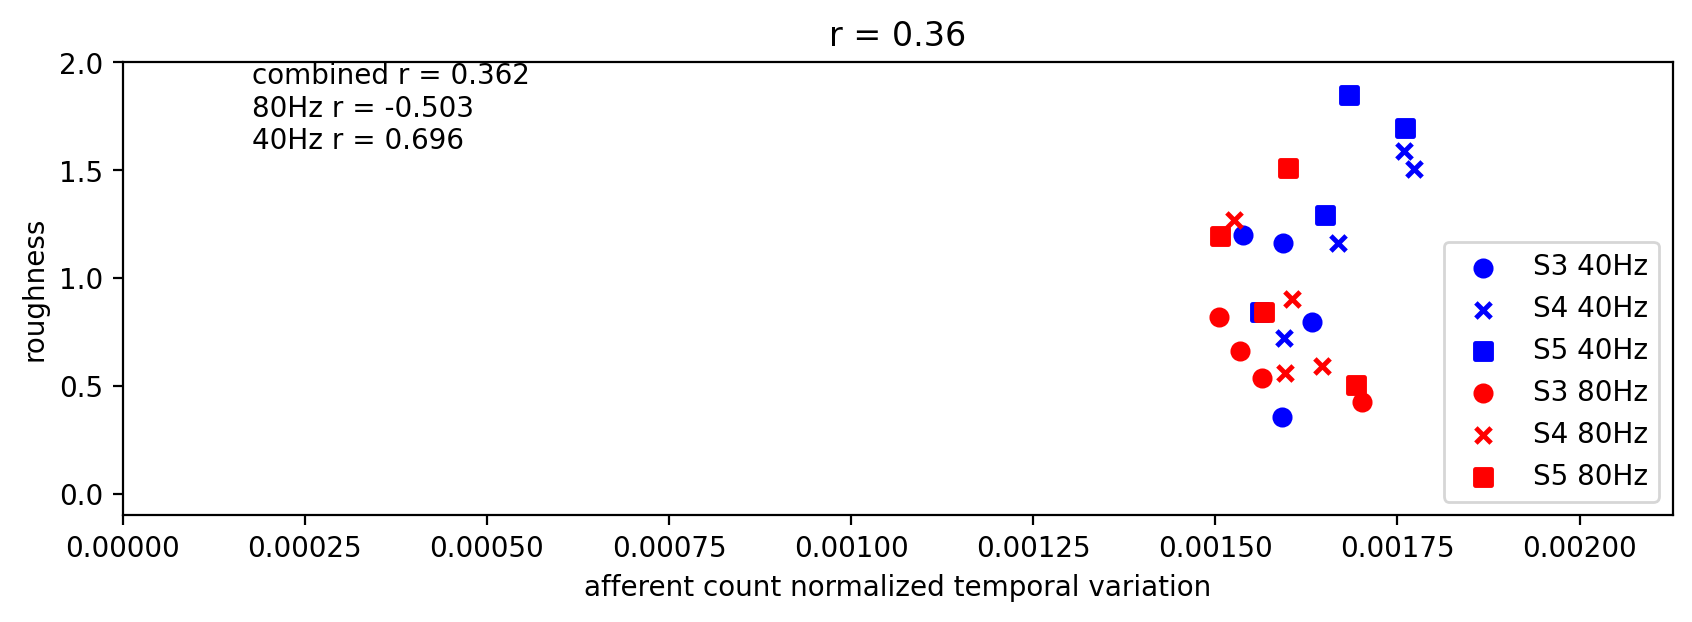 r = 0.36
combined r = 0.362
80Hz r = -0.503
40Hz r = 0.696
2.0
1.5
1.0
0.5
0.0
roughness
S3 40Hz
S4 40Hz
S5 40Hz
S3 80Hz
S4 80Hz
S5 80Hz
0.00000 0.00025 0.00050 0.00075 0.00100 0.00125 0.00150 0.00175 0.00200
afferent count normalized temporal variation